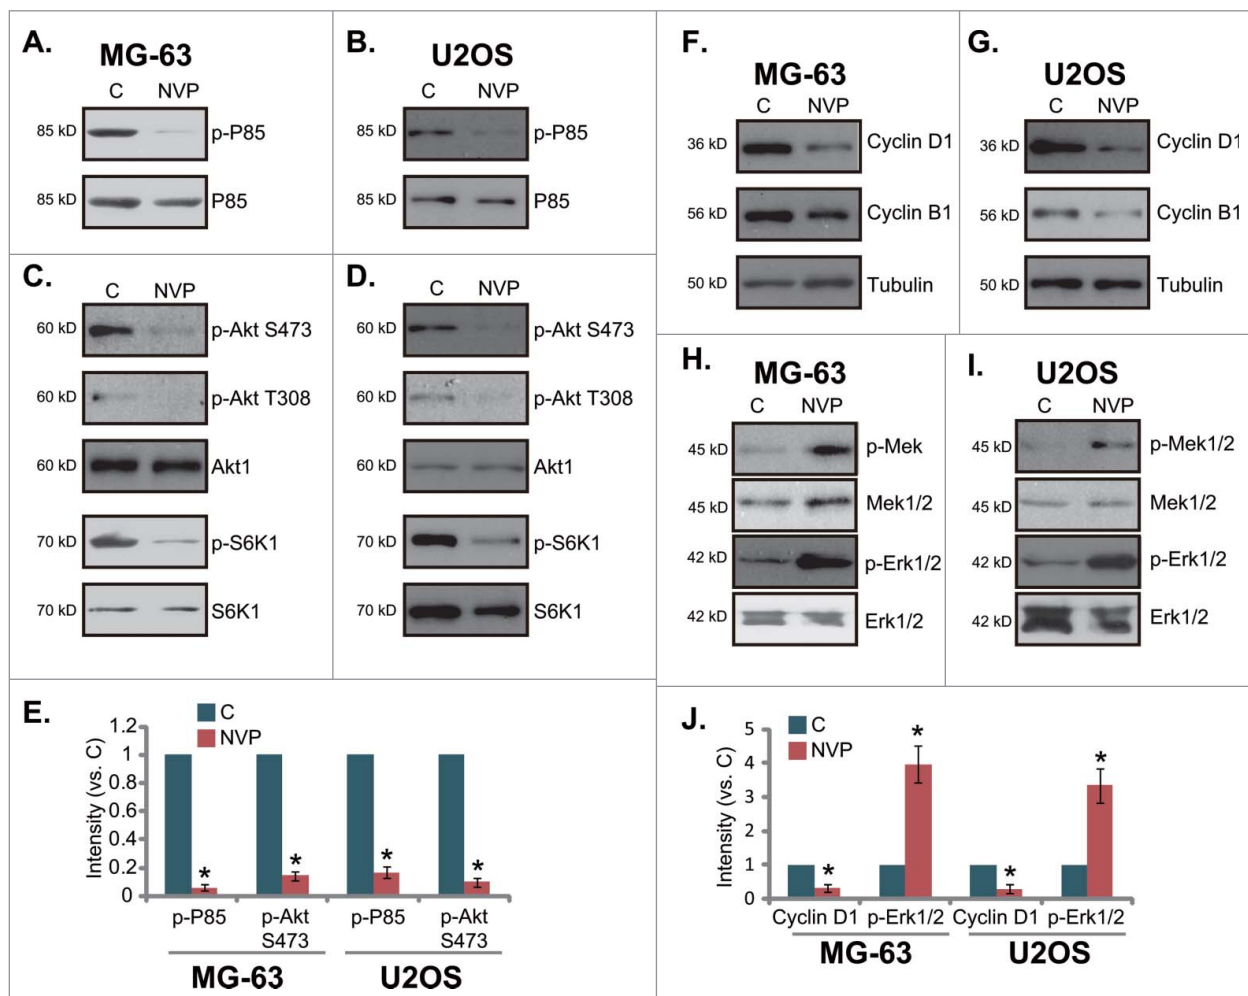 A.
MG-63
C NVP
85 kD p-P85
85 kD P85
B.
U2OS
C NVP
85 kD p-P85
85 kD P85
C.
C NVP
60 kD p-Akt S473
60 kD p-Akt T308
60 kD Akt1
70 kD p-S6K1
70 kD S6K1
D.
C NVP
60 kD p-Akt S473
60 kD p-Akt T308
60 kD Akt1
70 kD p-S6K1
70 kD S6K1
E.
C
NVP
Intensity (vs. C)
1.2
1
0.8
0.6
0.4
0.2
0
* * * *
p-P85 p-Akt S473 p-P85 p-Akt S473
MG-63 U2OS
F.
MG-63
C NVP
36 kD Cyclin D1
56 kD Cyclin B1
50 kD Tubulin
G.
U2OS
C NVP
36 kD Cyclin D1
56 kD Cyclin B1
50 kD Tubulin
H.
MG-63
C NVP
45 kD p-Mek
45 kD Mek1/2
42 kD p-Erk1/2
42 kD Erk1/2
I.
U2OS
C NVP
45 kD p-Mek1/2
45 kD Mek1/2
42 kD p-Erk1/2
42 kD Erk1/2
J.
C
NVP
Intensity (vs. C)
5
4
3
2
1
0
* * * *
Cyclin D1 p-Erk1/2 Cyclin D1 p-Erk1/2
MG-63 U2OS